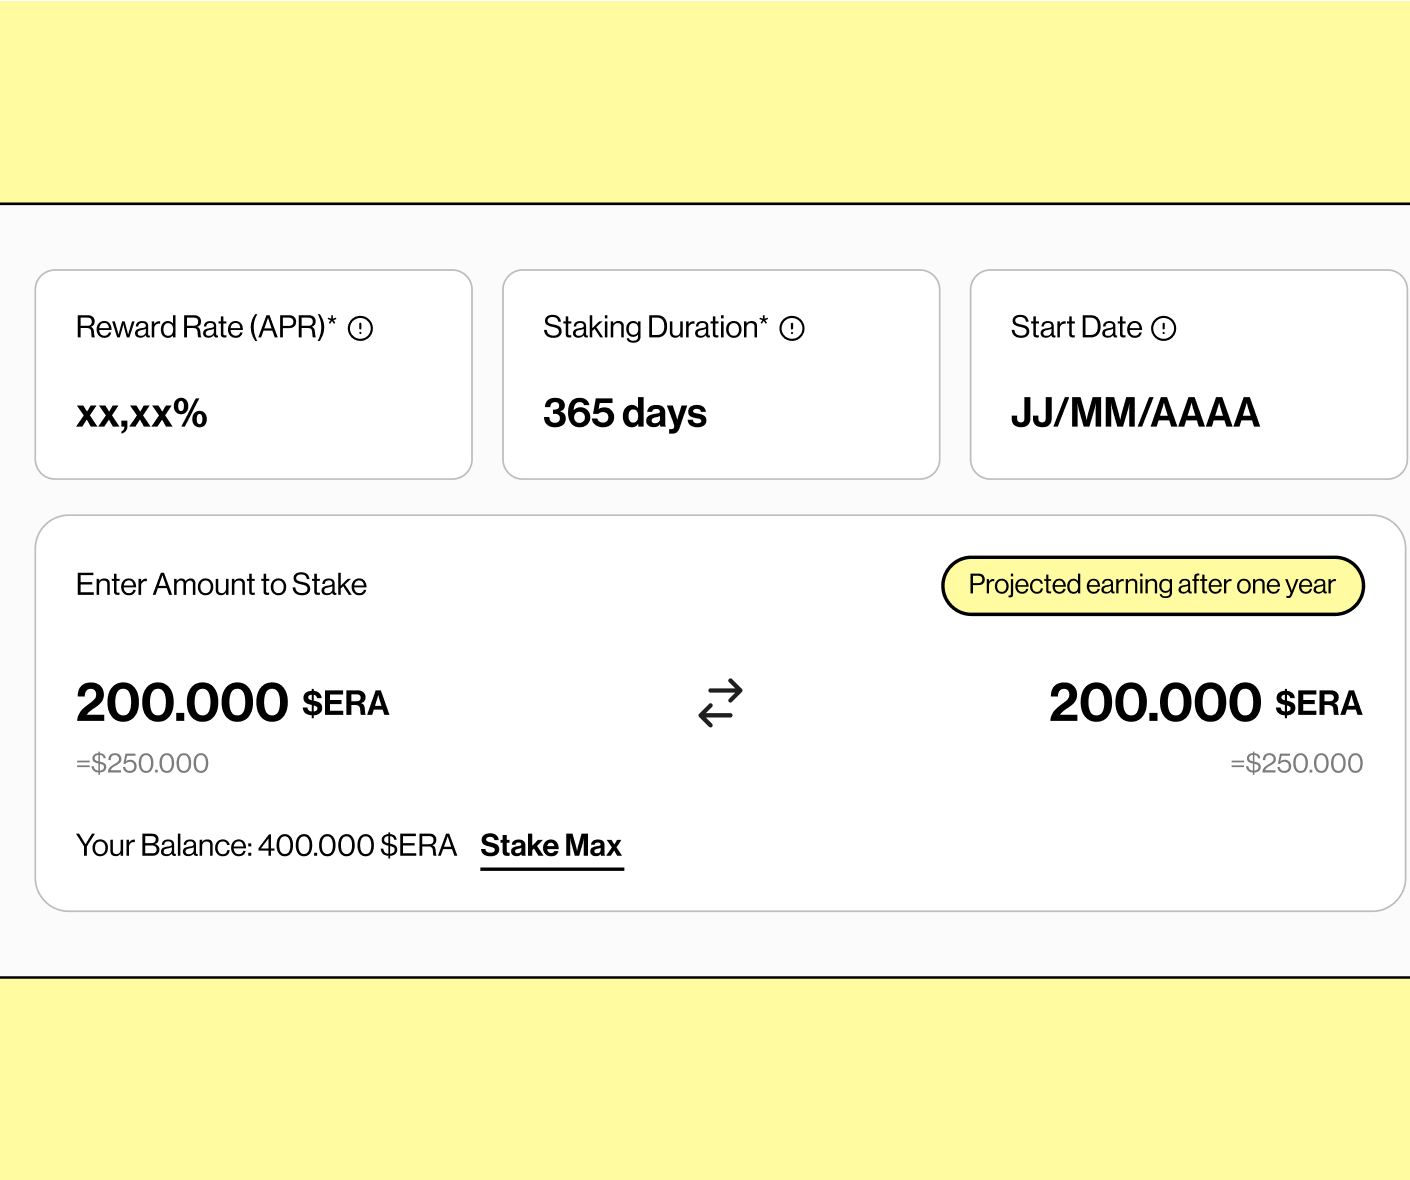 Reward Rate (APR)*
xx,xx%
Staking Duration*
365 days
Start Date
JJ/MM/AAAA
Enter Amount to Stake
Projected earning after one year
200.000 $ERA
=$250.000
200.000 $ERA
=$250.000
Your Balance: 400.000 $ERA Stake Max